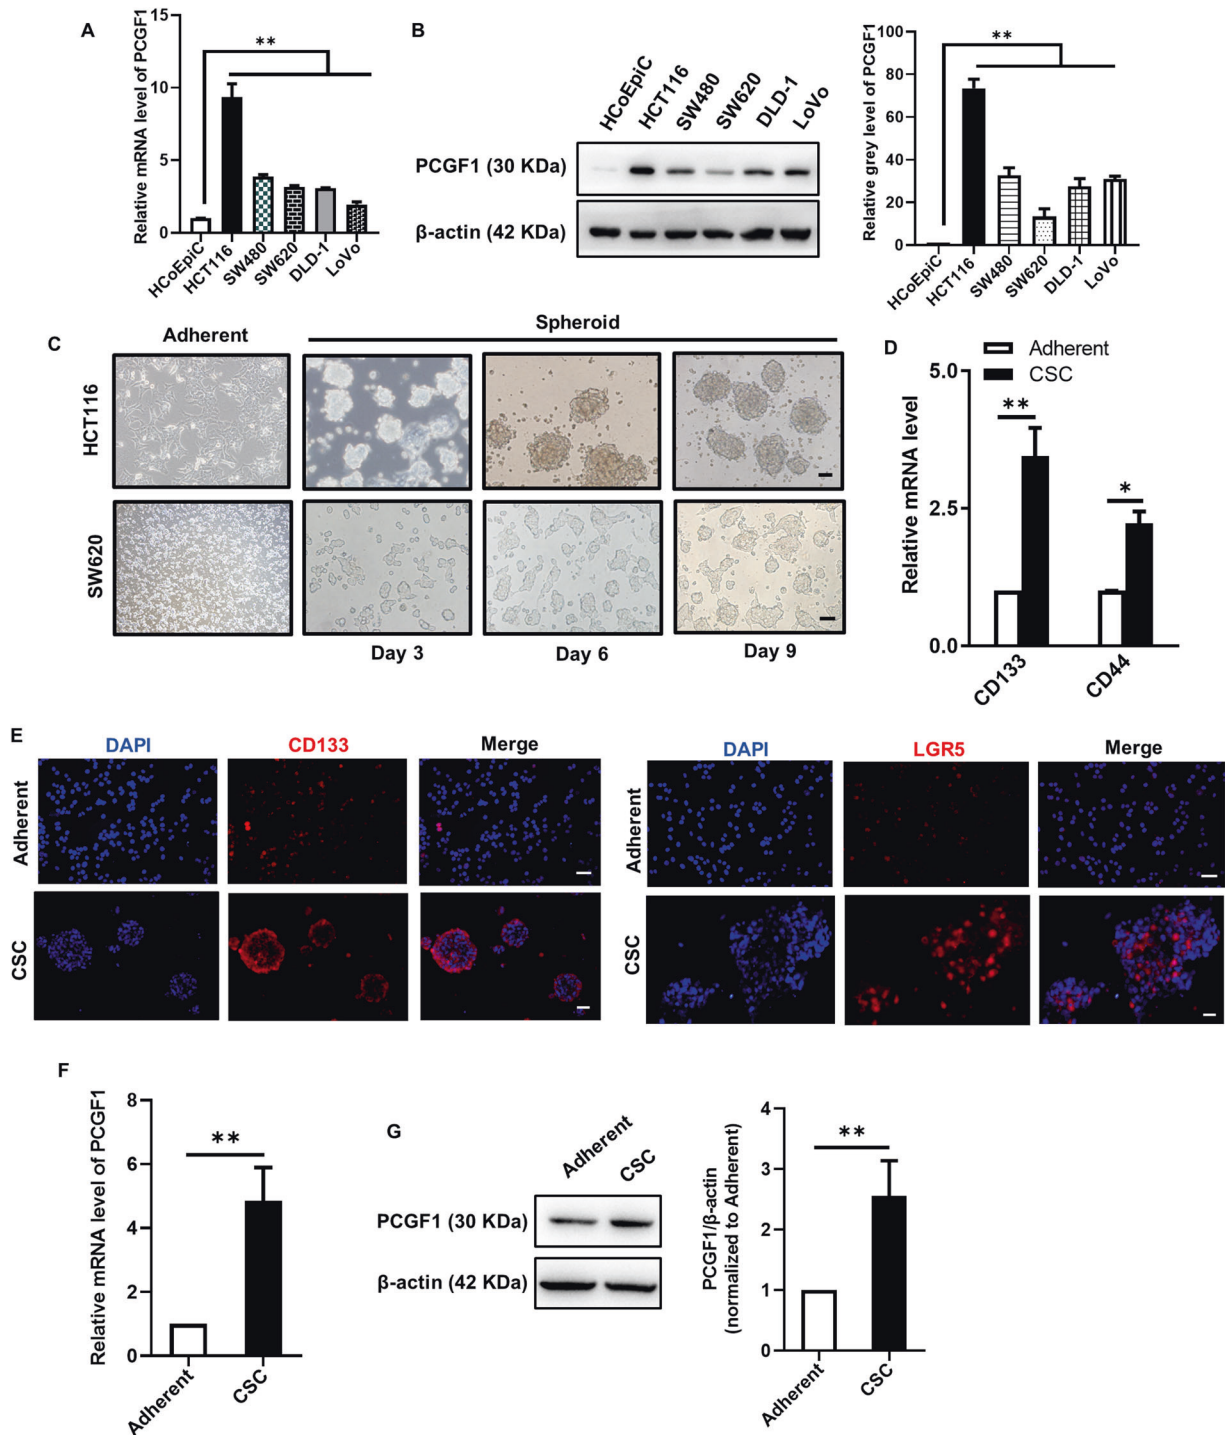 A
Relative mRNA level of PCGF1
15
10
5
0
**
HCoEpiC
HCT116
SW480
SW620
DLD-1
LoVo
B
HCoEpiC
HCT116
SW480
SW620
DLD-1
LoVo
PCGF1 (30 KDa)
β-actin (42 KDa)
Relative grey level of PCGF1
100
80
60
40
20
0
**
HCoEpiC
HCT116
SW480
SW620
DLD-1
LoVo
C
Adherent
Spheroid
HCT116
SW620
Day 3
Day 6
Day 9
D
Adherent
CSC
Relative mRNA level
5.0
2.5
0.0
**
*
CD133
CD44
E
DAPI
CD133
Merge
Adherent
CSC
DAPI
LGR5
Merge
Adherent
CSC
F
Relative mRNA level of PCGF1
8
6
4
2
0
**
Adherent
CSC
G
Adherent
CSC
PCGF1 (30 KDa)
β-actin (42 KDa)
PCGF1/β-actin
(normalized to Adherent)
4
3
2
1
0
**
Adherent
CSC